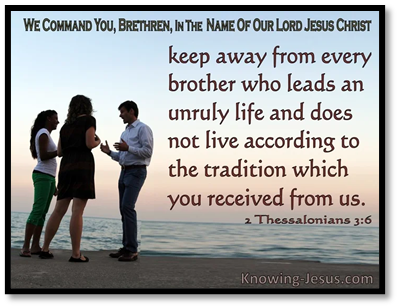 We Command You, Brethren, In The Name Of Our Lord Jesus Christ
keep away from every
brother who leads an
unruly life and does
not live according to
the tradition which
you received from us.
2 Thessalonians 3:6
Knowing-Jesus.com